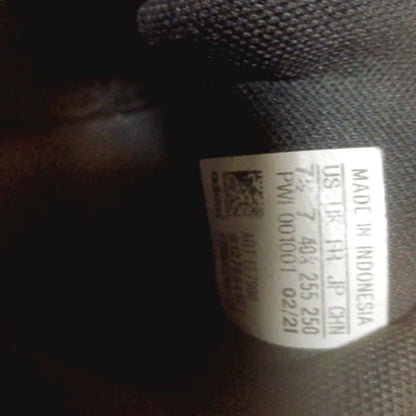 MADE IN INDONESIA
US UK FR JP CHN
7½ 7 40⅔ 255 250
PWI 001001 02/21
ART